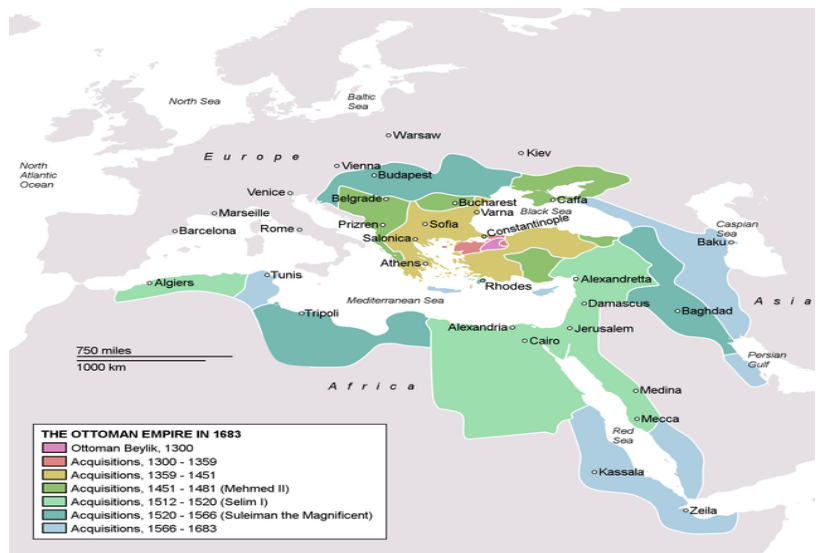 North Sea
Baltic
Sea
Warsaw
Kiev
Europe
North
Atlantic
Ocean
Vienna
Budapest
Venice
Belgrade
Bucharest
Caffa
Marseille
Varna
Black Sea
Caspian
Sea
Barcelona
Rome
Prizren
Sofia
Constantinople
Salonica
Baku
Athens
Tunis
Algiers
Rhodes
Alexandretta
Asia
Mediterranean Sea
Damascus
Baghdad
Tripoli
Alexandria
Jerusalem
Cairo
750 miles
1000 km
Persian
Gulf
Africa
Medina
Mecca
Red
Sea
Kassala
Zeila
THE OTTOMAN EMPIRE IN 1683
Ottoman Beylik, 1300
Acquisitions, 1300 - 1359
Acquisitions, 1359 - 1451
Acquisitions, 1451 - 1481 (Mehmed II)
Acquisitions, 1512 - 1520 (Selim I)
Acquisitions, 1520 - 1566 (Suleiman the Magnificent)
Acquisitions, 1566 - 1683